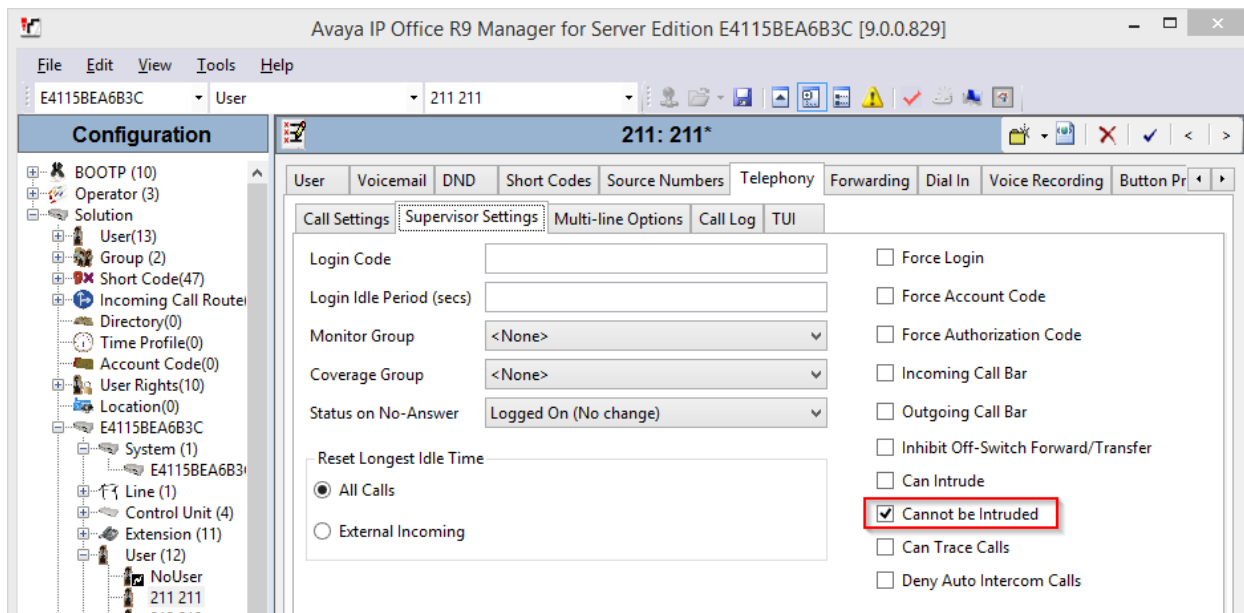 Avaya IP Office R9 Manager for Server Edition E4115BEA6B3C [9.0.0.829]
File Edit View Tools Help
E4115BEA6B3C User 211 211
Configuration
211: 211*
BOOTP (10)
Operator (3)
Solution
User(13)
Group (2)
Short Code(47)
Incoming Call Route(
Directory(0)
Time Profile(0)
Account Code(0)
User Rights(10)
Location(0)
E4115BEA6B3C
System (1)
E4115BEA6B3(
Line (1)
Control Unit (4)
Extension (11)
User (12)
NoUser
211 211
User Voicemail DND Short Codes Source Numbers Telephony Forwarding Dial In Voice Recording Button Pr
Call Settings Supervisor Settings Multi-line Options Call Log TUI
Login Code
Login Idle Period (secs)
Monitor Group <None>
Coverage Group <None>
Status on No-Answer Logged On (No change)
Reset Longest Idle Time
All Calls
External Incoming
Force Login
Force Account Code
Force Authorization Code
Incoming Call Bar
Outgoing Call Bar
Inhibit Off-Switch Forward/Transfer
Can Intrude
Cannot be Intruded
Can Trace Calls
Deny Auto Intercom Calls